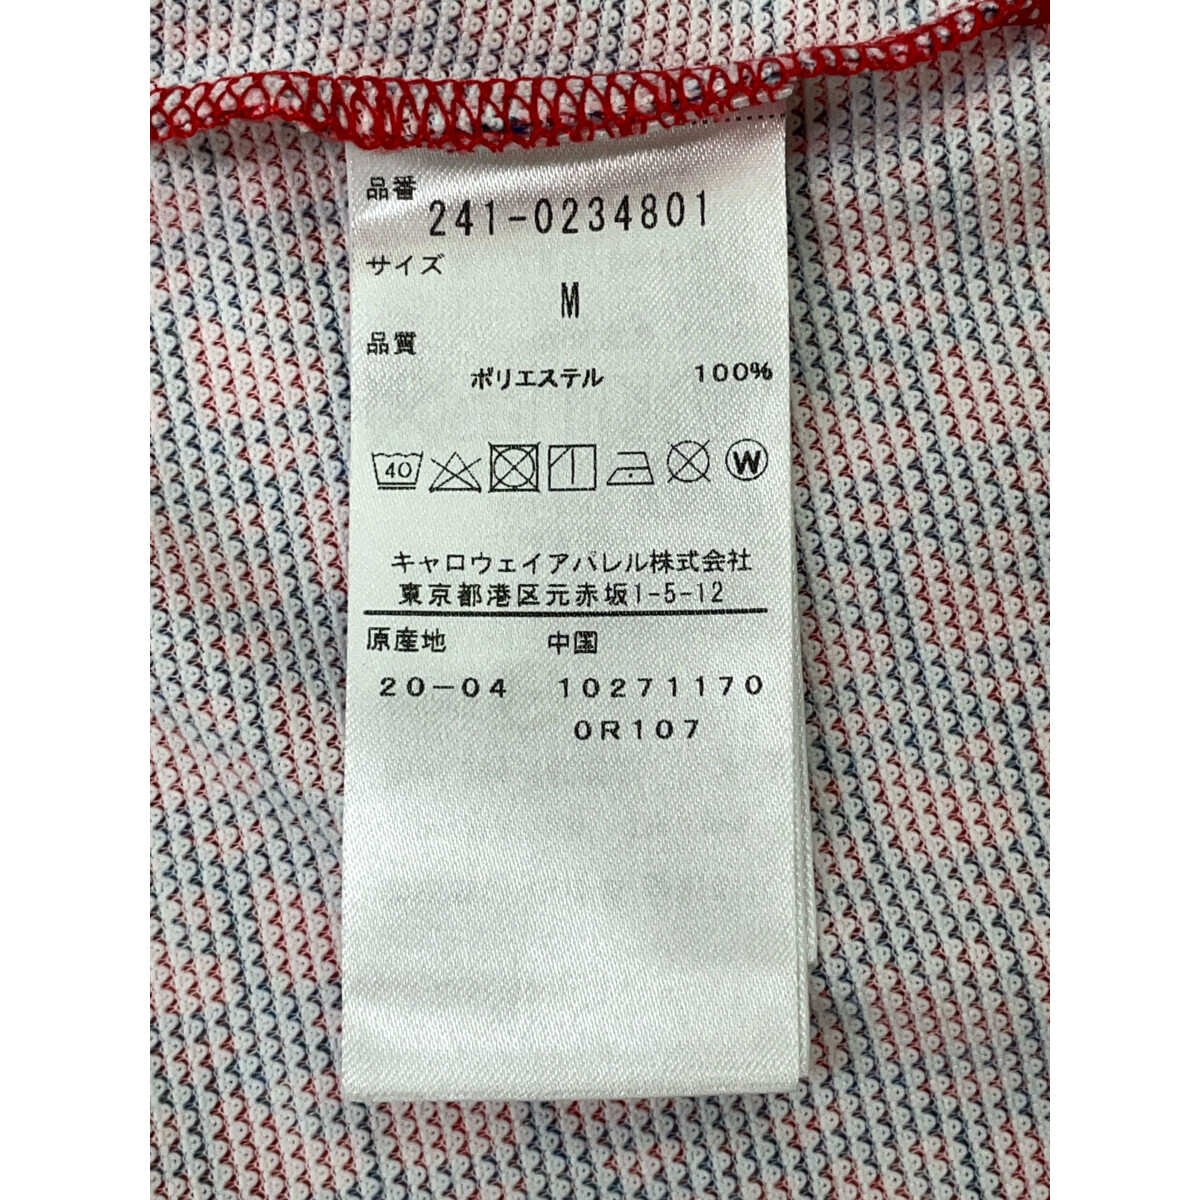 品番
241-0234801
サイズ
M
品質
ポリエステル 100%
40 W
キャロウェイアパレル株式会社
東京都港区元赤坂1-5-12
原産地 中国
20-04 10271170
0R107